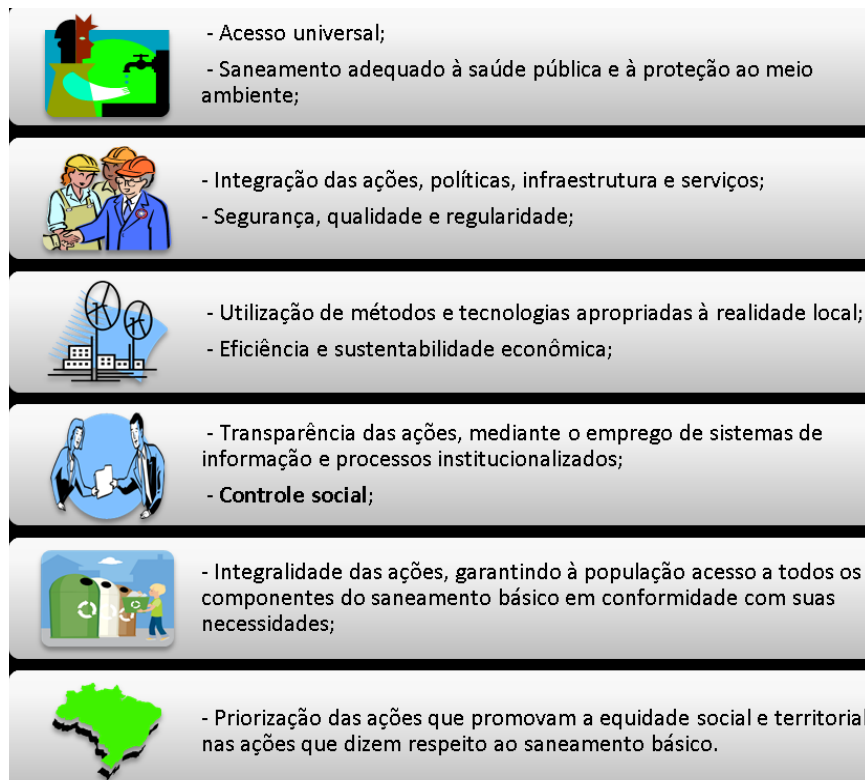 - Acesso universal;
- Saneamento adequado à saúde pública e à proteção ao meio
ambiente;
- Integração das ações, políticas, infraestrutura e serviços;
- Segurança, qualidade e regularidade;
- Utilização de métodos e tecnologias apropriadas à realidade local;
- Eficiência e sustentabilidade econômica;
- Transparência das ações, mediante o emprego de sistemas de
informação e processos institucionalizados;
- Controle social;
- Integralidade das ações, garantindo à população acesso a todos os
componentes do saneamento básico em conformidade com suas
necessidades;
- Priorização das ações que promovam a equidade social e territorial
nas ações que dizem respeito ao saneamento básico.